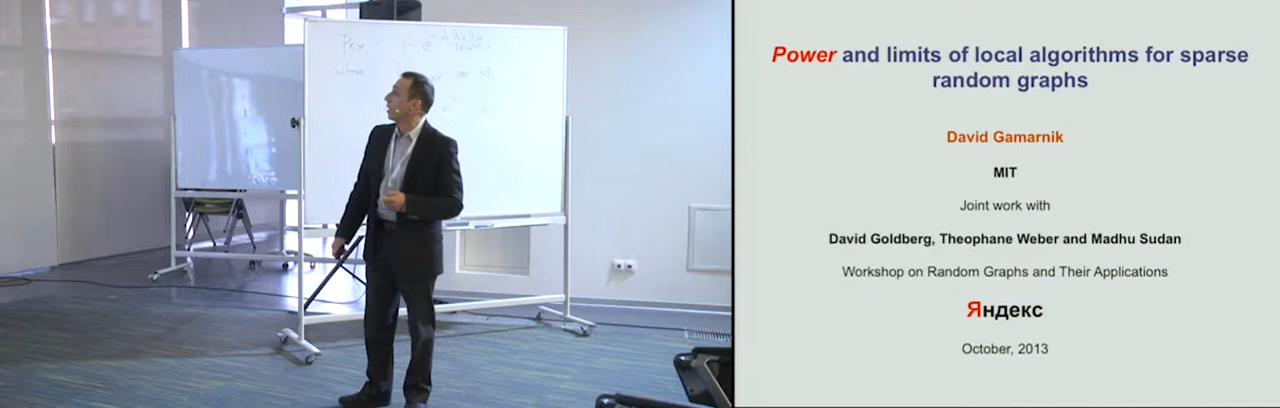 where
Power and limits of local algorithms for sparse
random graphs
David Gamarnik
MIT
Joint work with
David Goldberg, Theophane Weber and Madhu Sudan
Workshop on Random Graphs and Their Applications
Яндекс
October, 2013